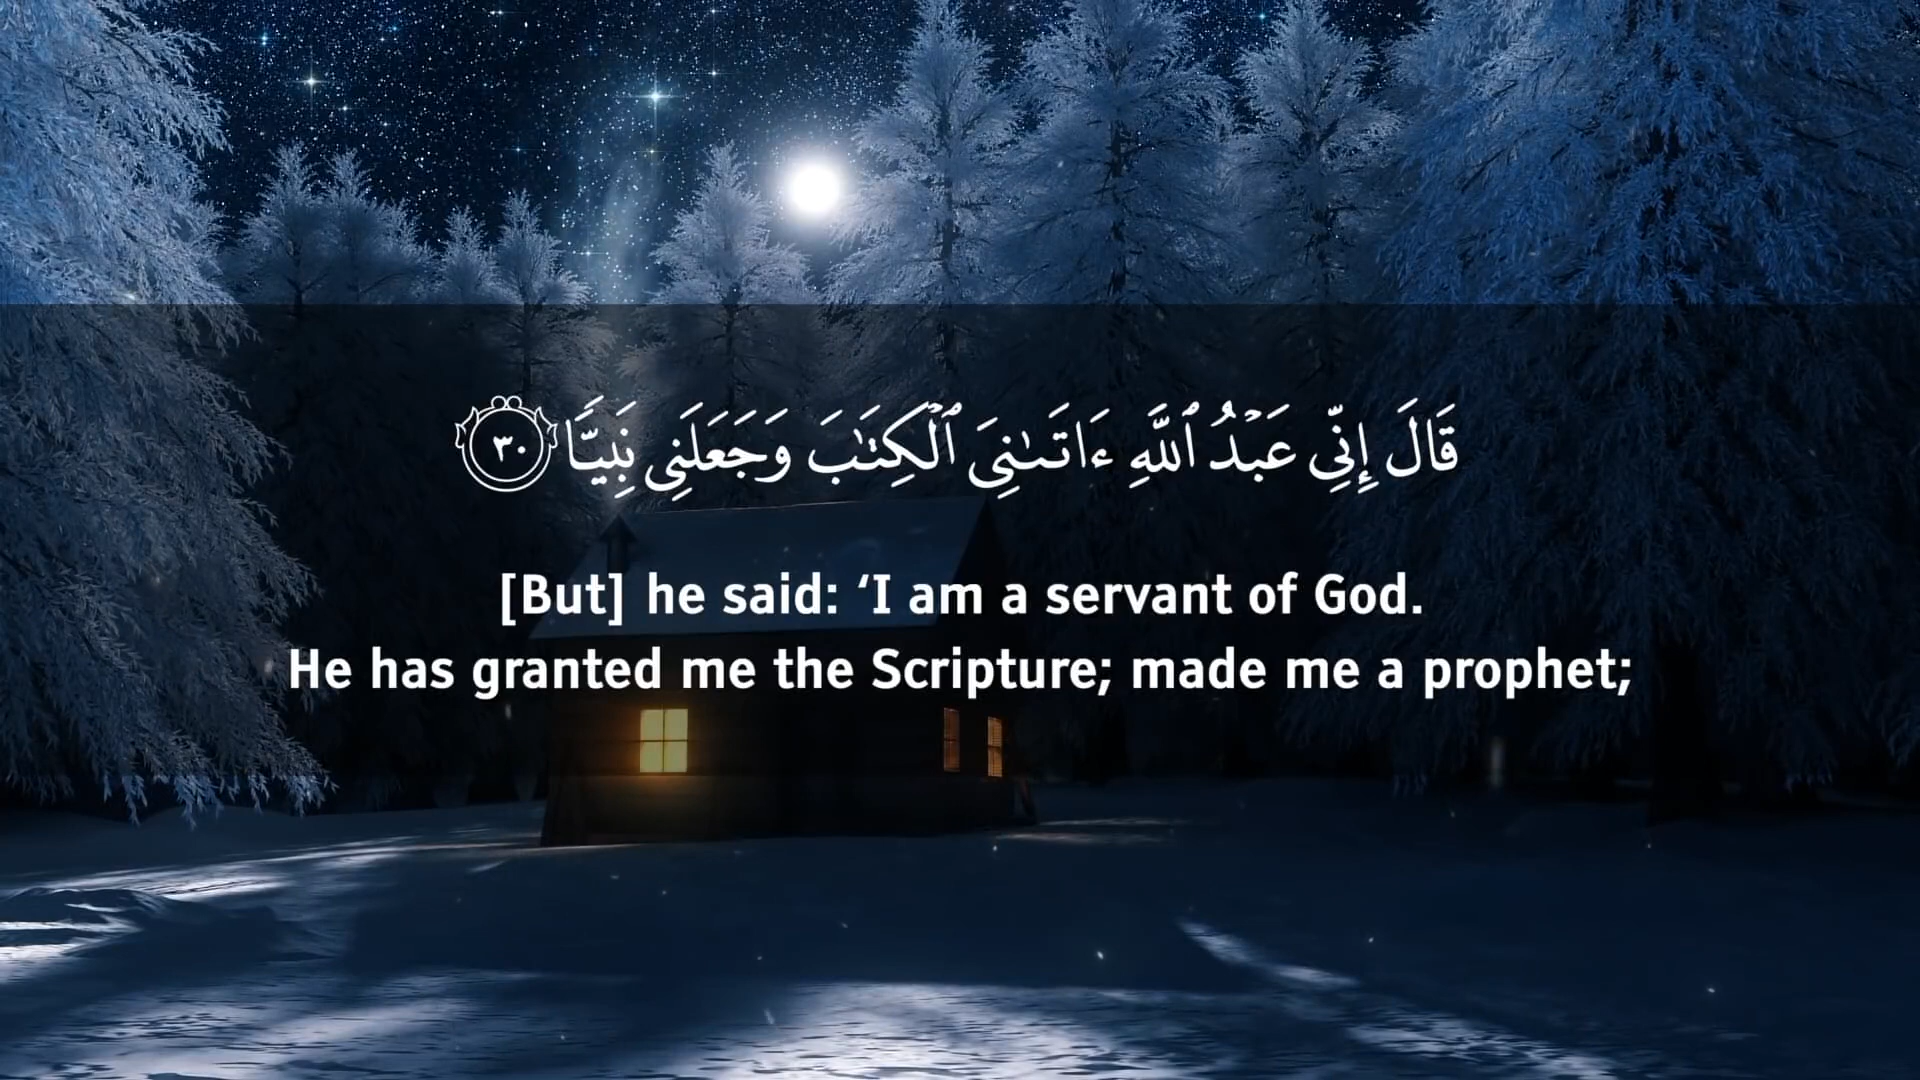 قَالَ إِنِّى عَبْدُ ٱللَّهِ ءَاتَىٰنِىَ ٱلْكِتَٰبَ وَجَعَلَنِى نَبِيًّا ٣٠
[But] he said: ‘I am a servant of God.
He has granted me the Scripture; made me a prophet;